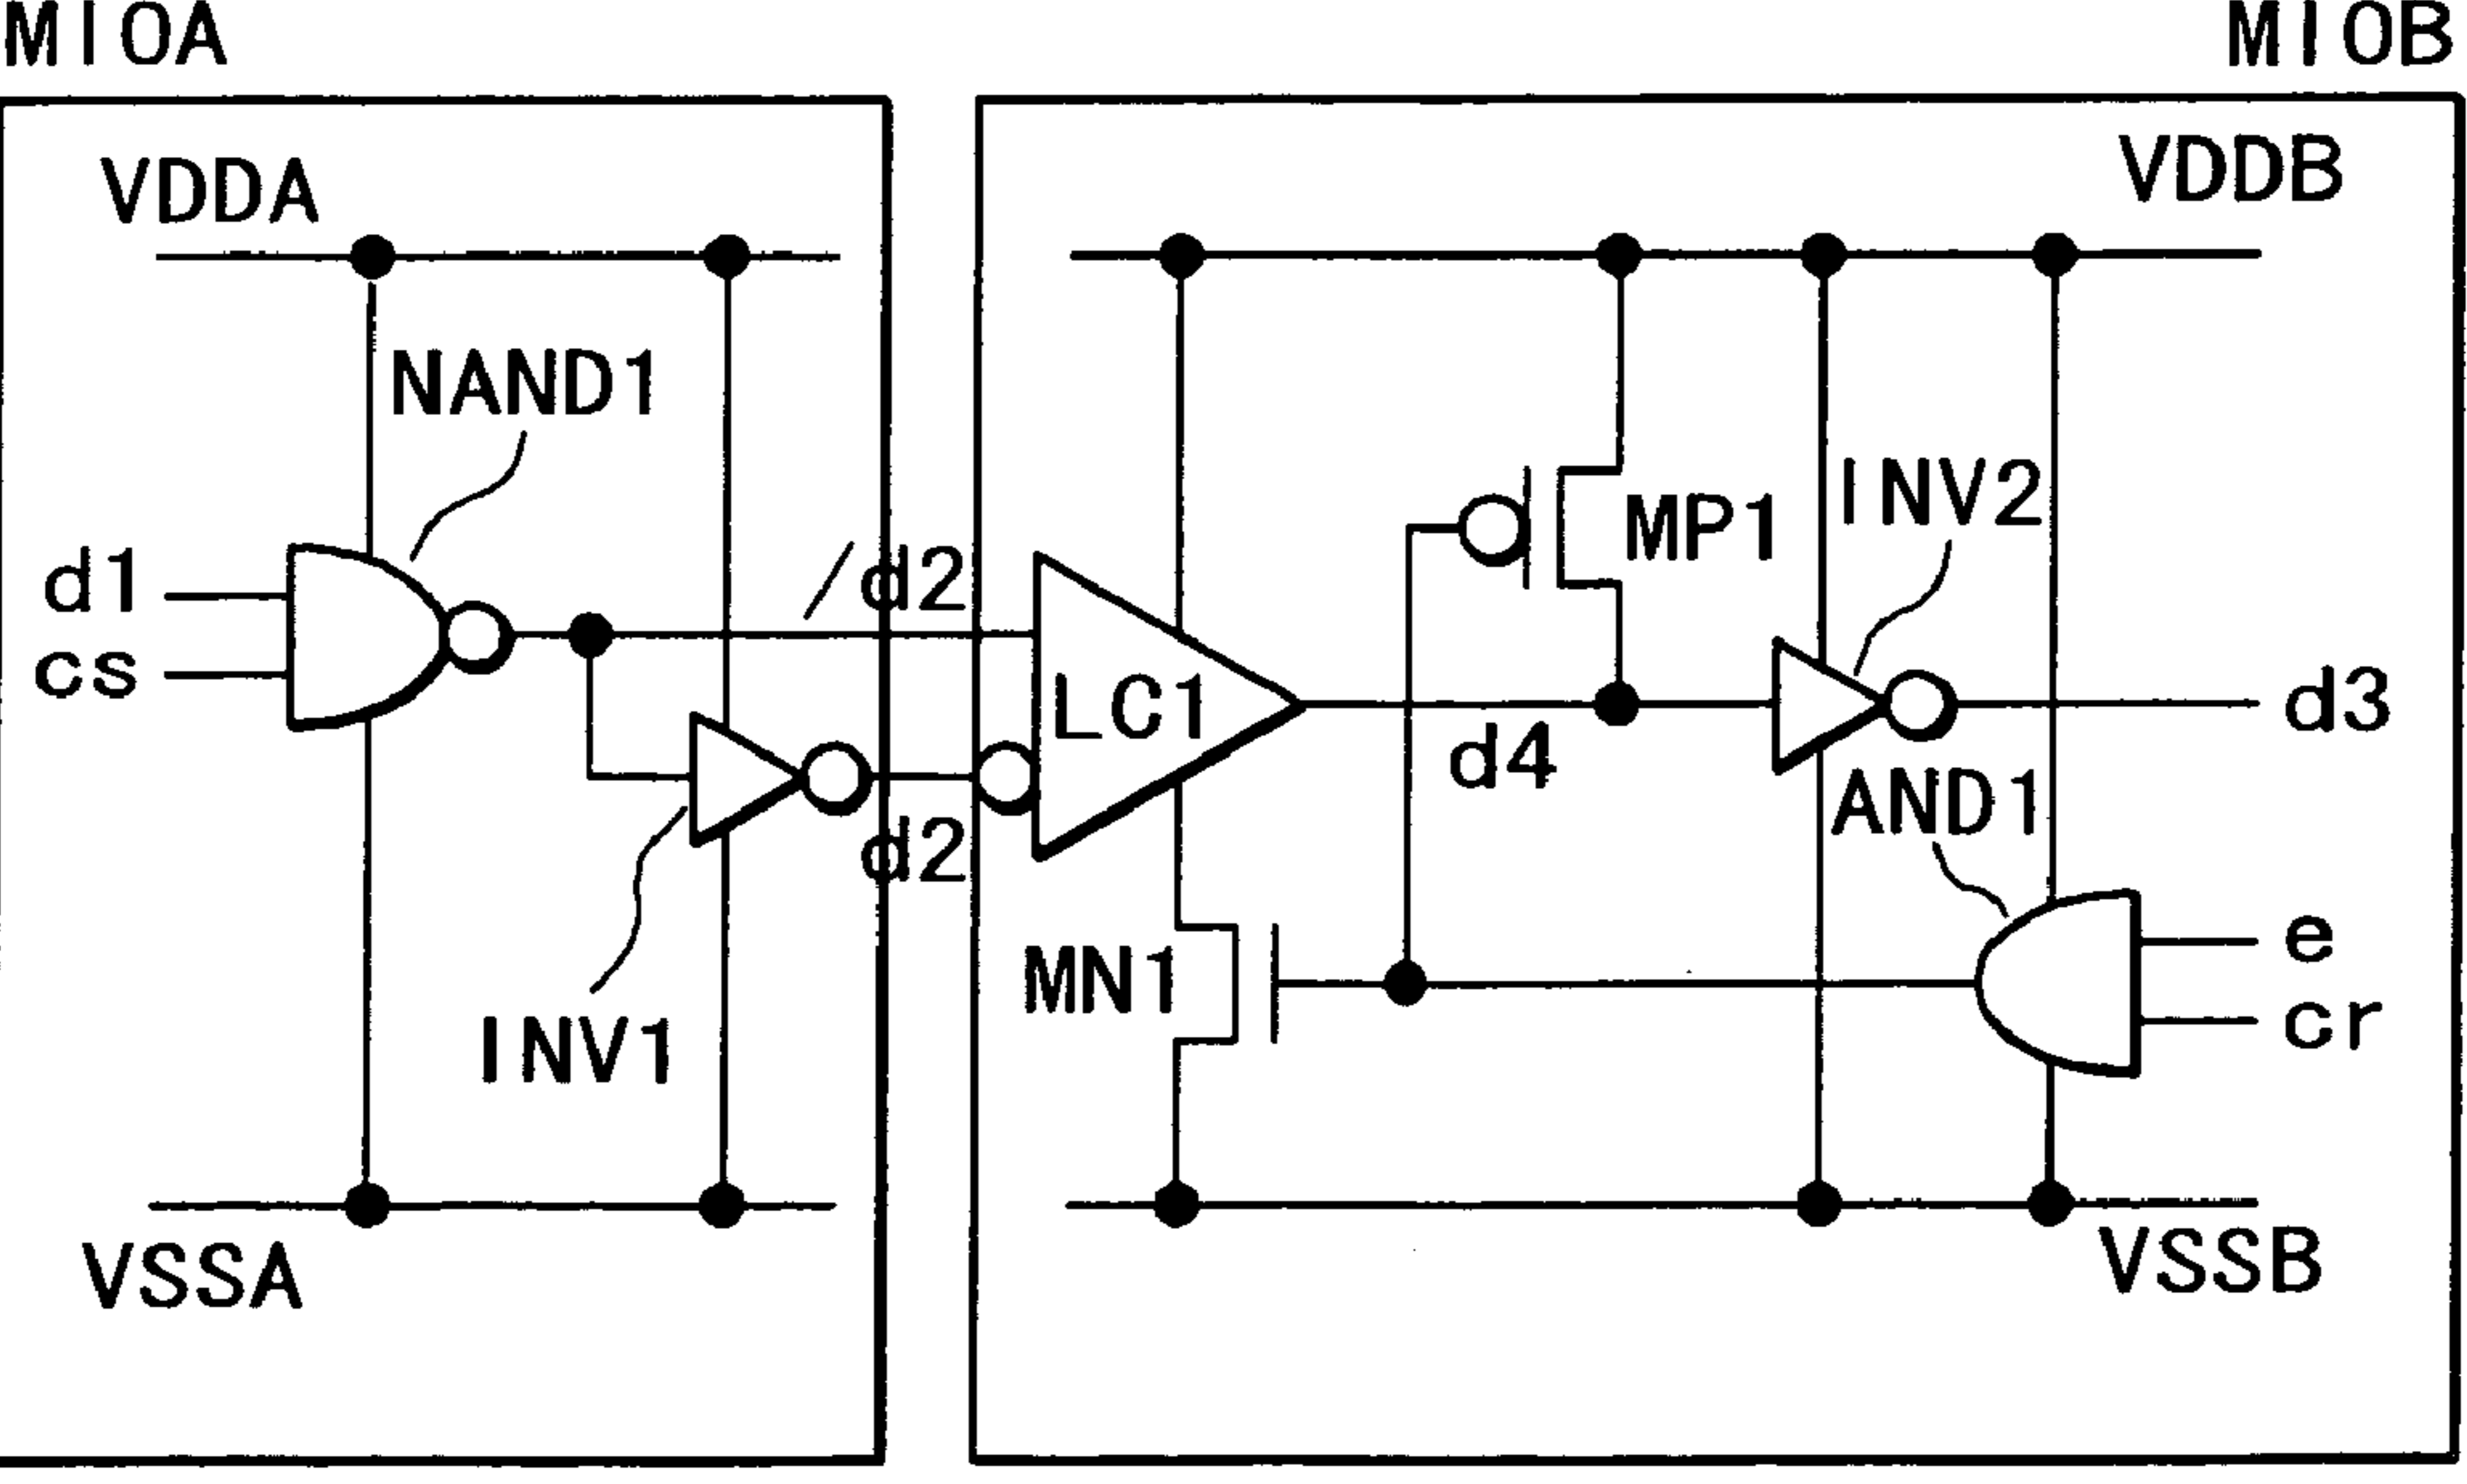 MIOA
MIOB
VDDA
VDDB
NAND1
INV2
MP1
d1
/d2
cs
LC1
d3
d4
AND1
d2
e
MN1
cr
INV1
VSSA
VSSB